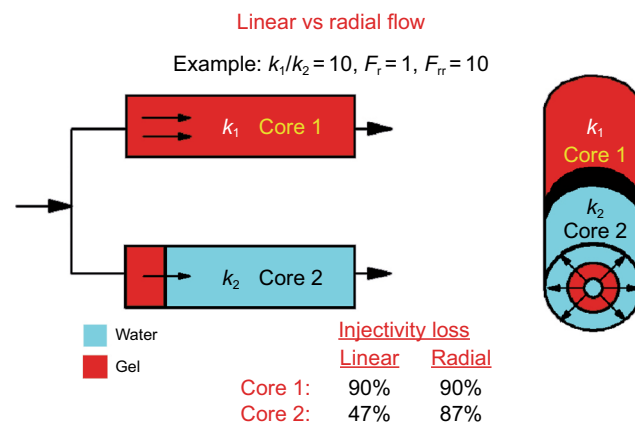 Linear vs radial flow
Example: k₁/k₂ = 10, Fᵣ = 1, Fᵣᵣ = 10
k₁ Core 1
k₁
Core 1
k₂
Core 2
k₂ Core 2
Water
Gel
Injectivity loss
Linear Radial
Core 1: 90% 90%
Core 2: 47% 87%